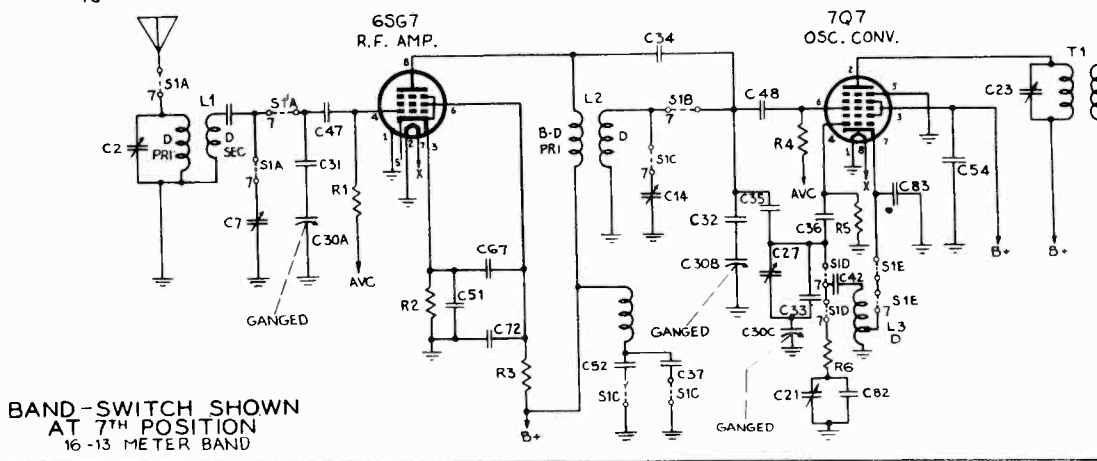 6SG7
R.F. AMP.
7Q7
OSC. CONV.
S1A
7
C2
D
PRI
L1
D
SEC
S1A
7
S1A
7
C7
C47
C31
C30A
GANGED
R1
AVC
4
8
6
1
5
2
7
3
X
R2
C51
C67
C72
R3
B+
C34
B-D
PRI
L2
D
S1B
7
S1C
7
C14
C52
S1C
C37
S1C
C48
R4
AVC
C32
C30B
GANGED
C35
C27
C33
C30C
GANGED
2
5
3
6
4
1
8
7
X
C36
R5
S1D
7
S1D
7
C42
L3
D
R6
C21
C82
C83
S1E
S1E
7
C54
B+
C23
T1
B+
BAND-SWITCH SHOWN
AT 7TH POSITION
16-13 METER BAND